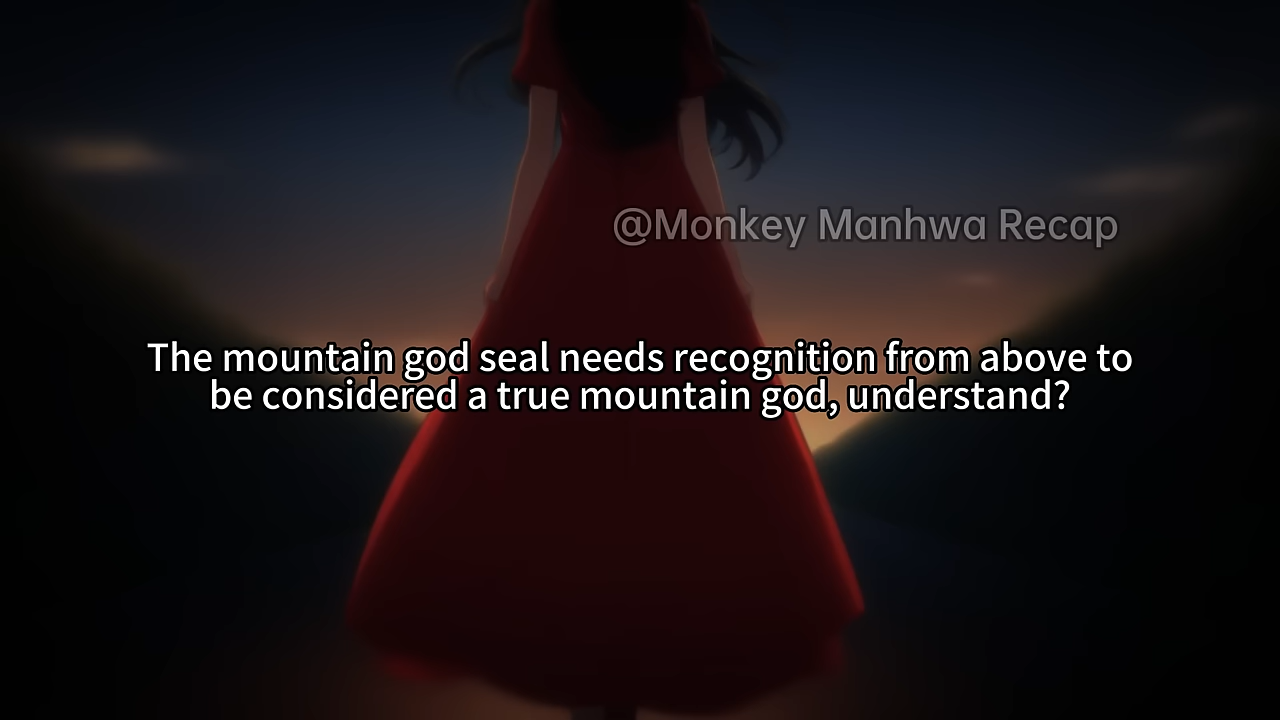 @Monkey Manhwa Recap
The mountain god seal needs recognition from above to
be considered a true mountain god, understand?